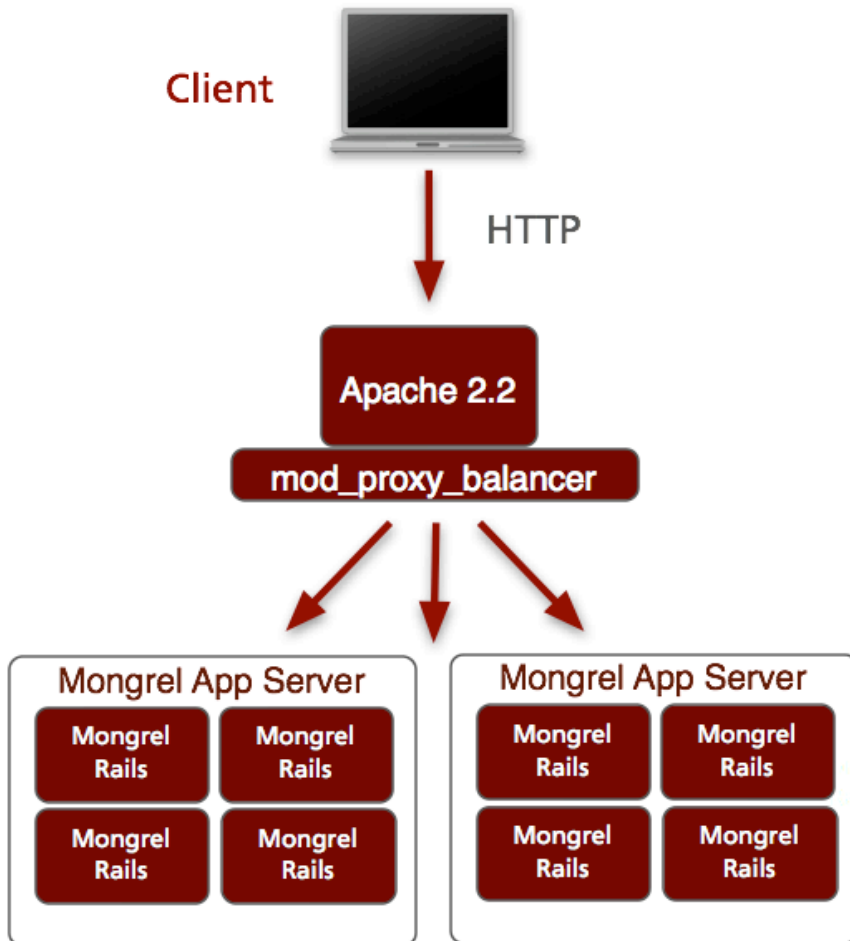 Client
HTTP
Apache 2.2
mod_proxy_balancer
Mongrel App Server
Mongrel
Rails
Mongrel
Rails
Mongrel
Rails
Mongrel
Rails
Mongrel App Server
Mongrel
Rails
Mongrel
Rails
Mongrel
Rails
Mongrel
Rails